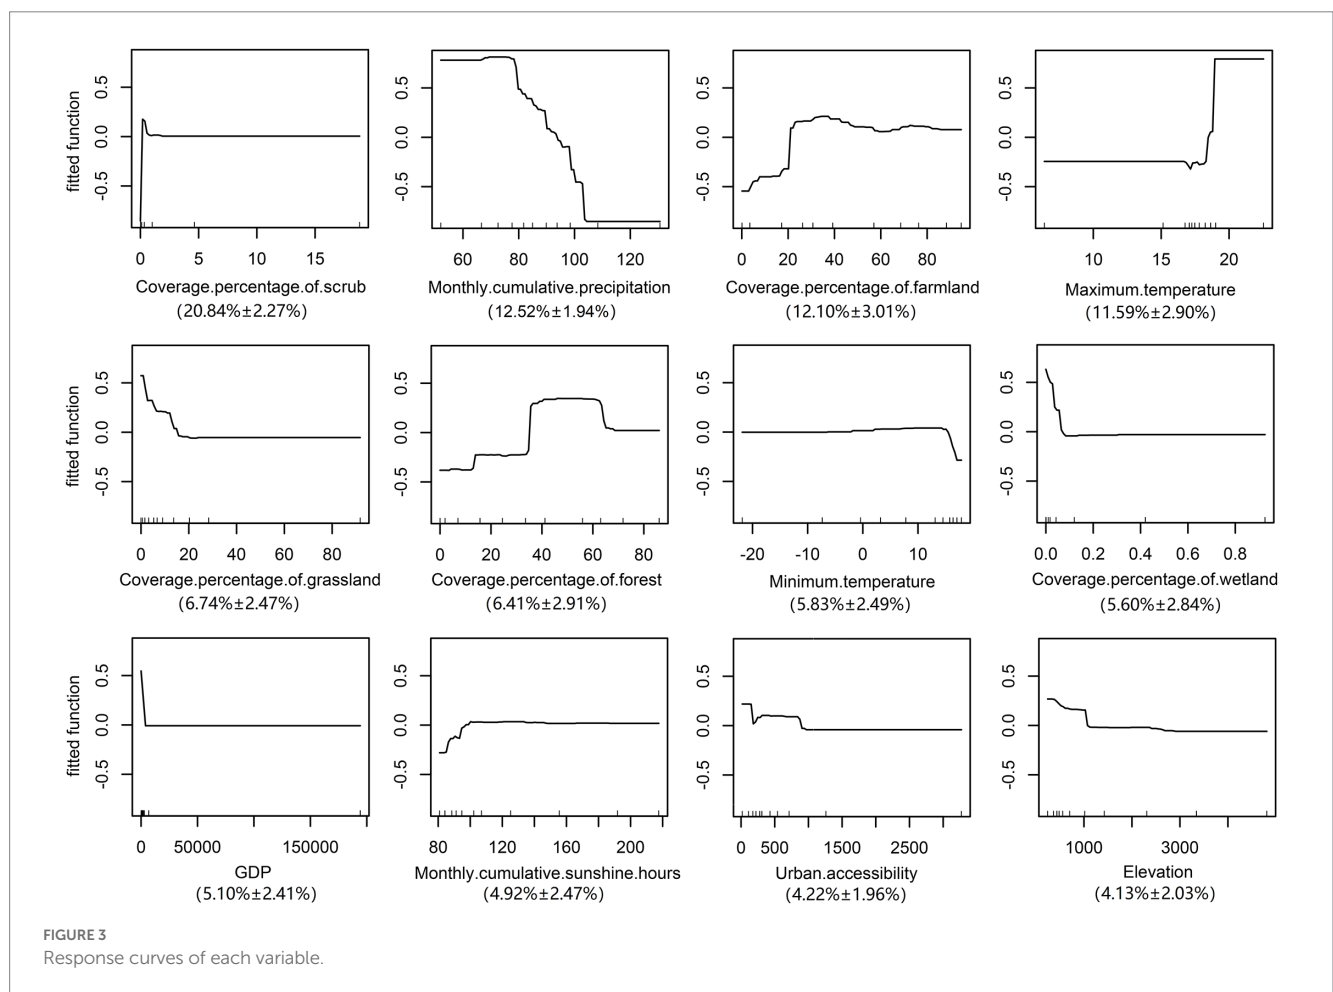 fitted function
0.5
0.0
-0.5
0 5 10 15
Coverage.percentage.of.scrub
(20.84%±2.27%)
0.5
0.0
-0.5
60 80 100 120
Monthly.cumulative.precipitation
(12.52%±1.94%)
0.5
0.0
-0.5
0 20 40 60 80
Coverage.percentage.of.farmland
(12.10%±3.01%)
0.5
0.0
-0.5
10 15 20
Maximum.temperature
(11.59%±2.90%)
fitted function
0.5
0.0
-0.5
0 20 40 60 80
Coverage.percentage.of.grassland
(6.74%±2.47%)
0.5
0.0
-0.5
0 20 40 60 80
Coverage.percentage.of.forest
(6.41%±2.91%)
0.5
0.0
-0.5
-20 -10 0 10
Minimum.temperature
(5.83%±2.49%)
0.5
0.0
-0.5
0.0 0.2 0.4 0.6 0.8
Coverage.percentage.of.wetland
(5.60%±2.84%)
fitted function
0.5
0.0
-0.5
0 50000 150000
GDP
(5.10%±2.41%)
0.5
0.0
-0.5
80 120 160 200
Monthly.cumulative.sunshine.hours
(4.92%±2.47%)
0.5
0.0
-0.5
0 500 1500 2500
Urban.accessibility
(4.22%±1.96%)
0.5
0.0
-0.5
1000 3000
Elevation
(4.13%±2.03%)
FIGURE 3
Response curves of each variable.